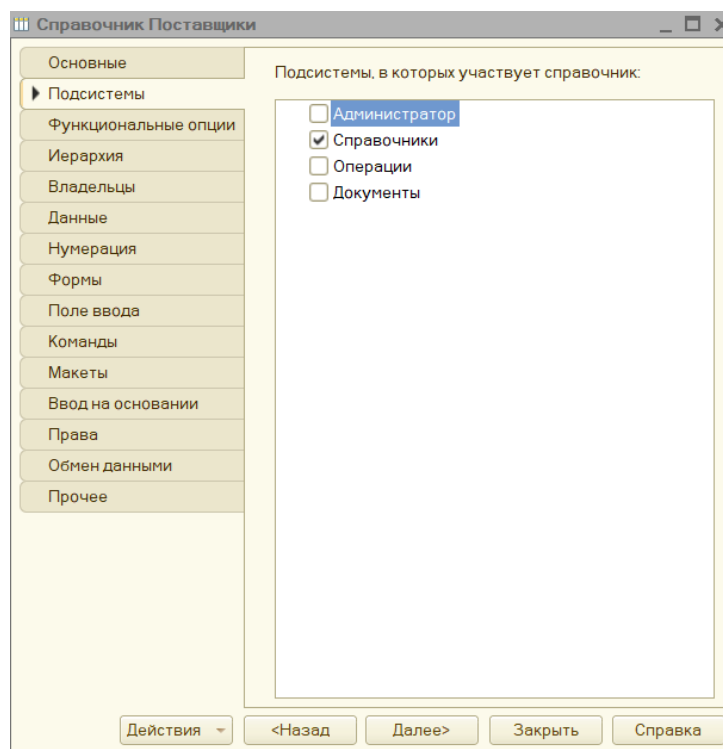 Справочник Поставщики
Основные
Подсистемы
Функциональные опции
Иерархия
Владельцы
Данные
Нумерация
Формы
Поле ввода
Команды
Макеты
Ввод на основании
Права
Обмен данными
Прочее
Подсистемы, в которых участвует справочник:
Администратор
Справочники
Операции
Документы
Действия
<Назад
Далее>
Закрыть
Справка